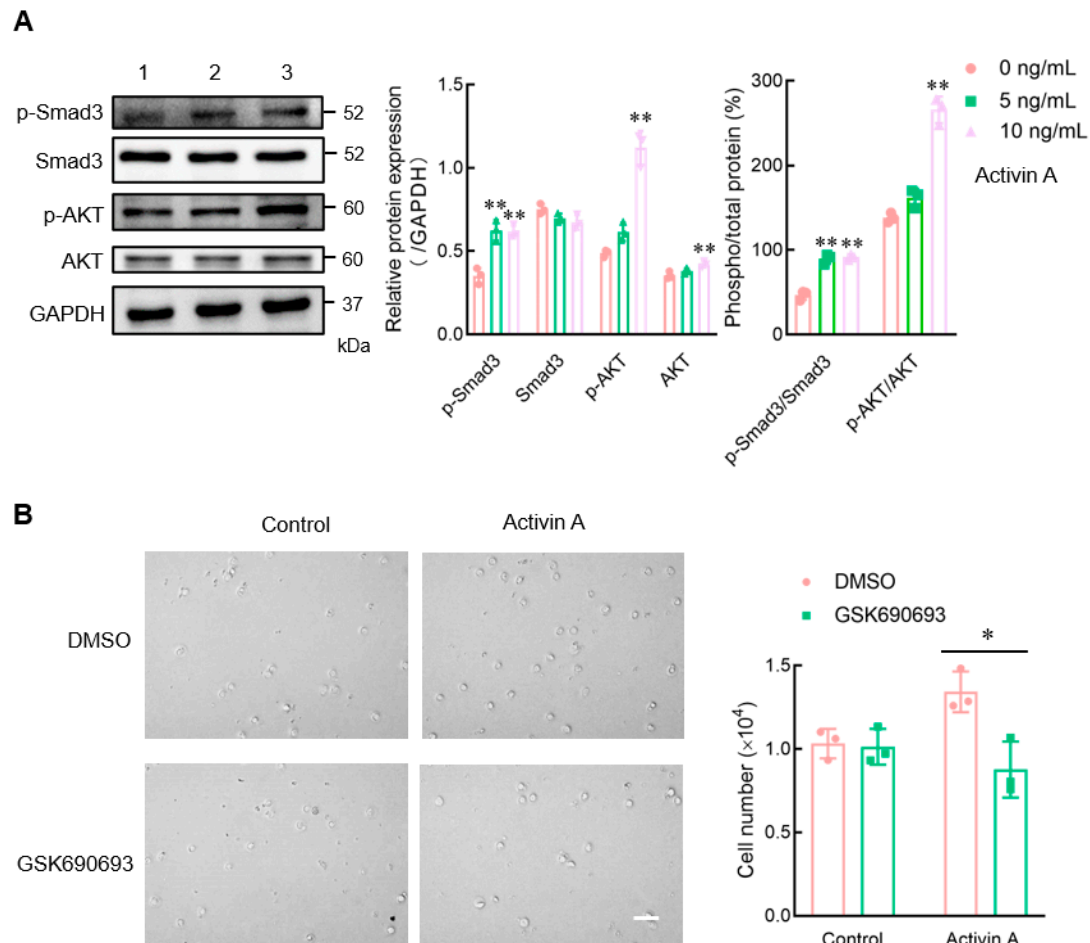 A
1 2 3
p-Smad3
52
Smad3
52
p-AKT
60
AKT
60
GAPDH
37
kDa
Relative protein expression
( /GAPDH)
1.5
1.0
0.5
0.0
** ** ** **
p-Smad3
Smad3
p-AKT
AKT
Phospho/total protein (%)
300
200
100
0
** ** **
p-Smad3/Smad3
p-AKT/AKT
0 ng/mL
5 ng/mL
10 ng/mL
Activin A
B
Control
Activin A
DMSO
GSK690693
DMSO
GSK690693
*
Cell number (×10⁴)
1.5
1.0
0.5
0.0
Control
Activin A